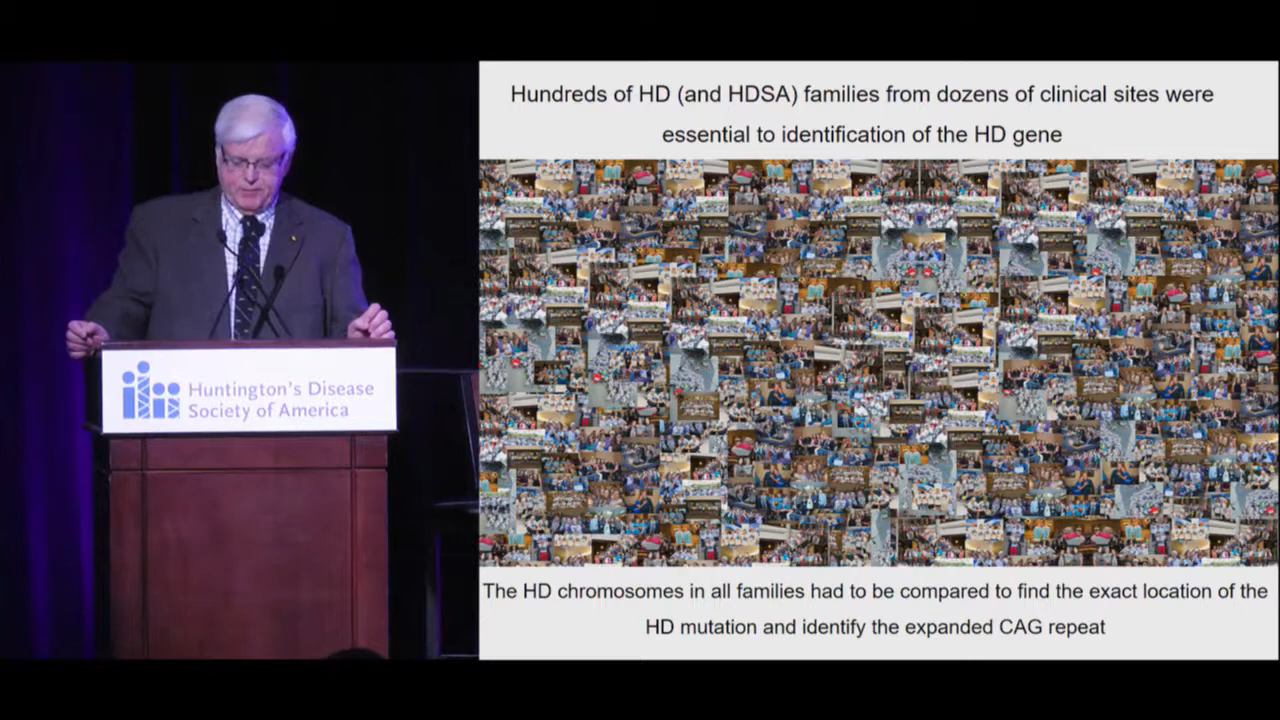 Huntington's Disease
Society of America
Hundreds of HD (and HDSA) families from dozens of clinical sites were
essential to identification of the HD gene
The HD chromosomes in all families had to be compared to find the exact location of the
HD mutation and identify the expanded CAG repeat